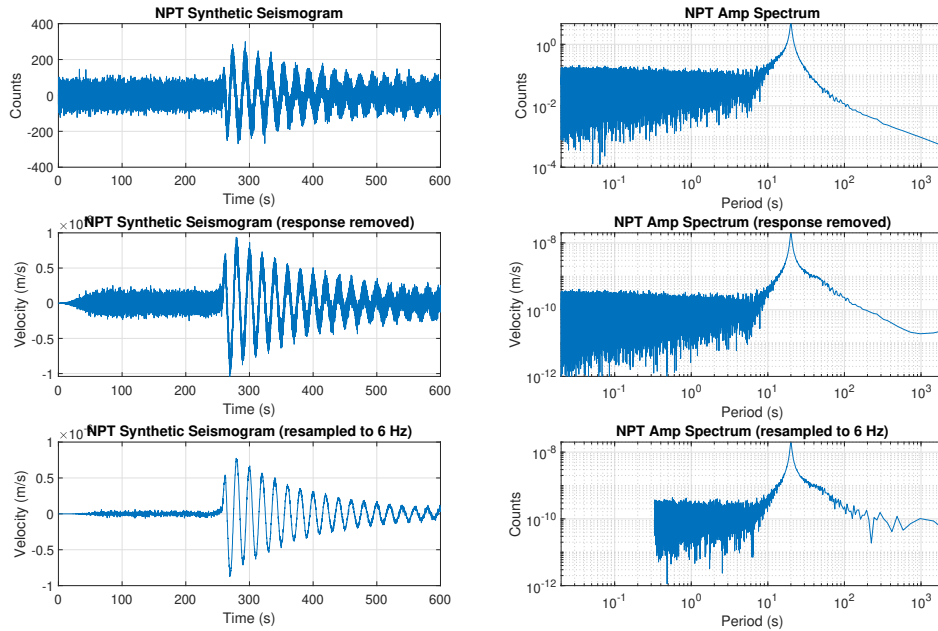 NPT Synthetic Seismogram
400
200
0
-200
-400
Counts
0 100 200 300 400 500 600
Time (s)
NPT Amp Spectrum
10^0
10^-2
10^-4
Counts
10^-1 10^0 10^1 10^2 10^3
Period (s)
NPT Synthetic Seismogram (response removed)
1
0.5
0
-0.5
-1
Velocity (m/s)
0 100 200 300 400 500 600
Time (s)
NPT Amp Spectrum (response removed)
10^-8
10^-10
10^-12
Velocity (m/s)
10^-1 10^0 10^1 10^2 10^3
Period (s)
NPT Synthetic Seismogram (resampled to 6 Hz)
1
0.5
0
-0.5
-1
Velocity (m/s)
0 100 200 300 400 500 600
Time (s)
NPT Amp Spectrum (resampled to 6 Hz)
10^-8
10^-10
10^-12
Counts
10^-1 10^0 10^1 10^2 10^3
Period (s)